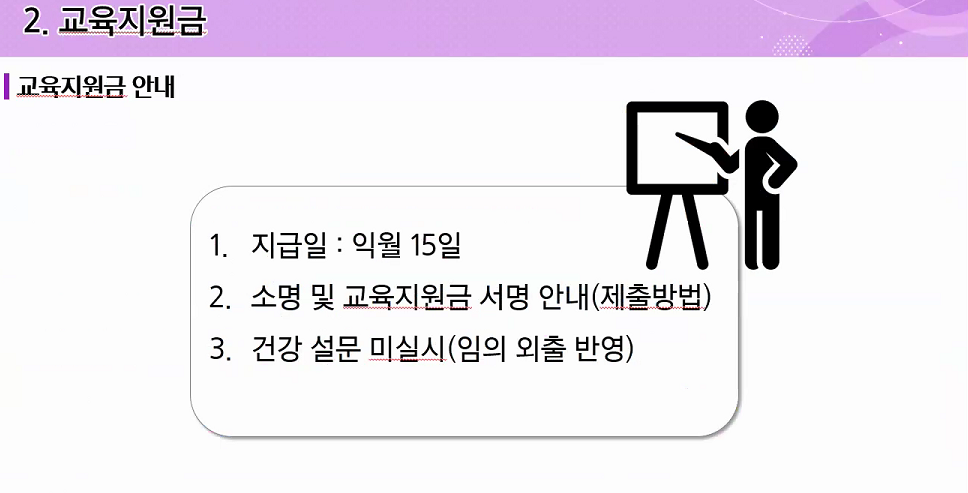 2. 교육지원금
교육지원금 안내
1. 지급일 : 익월 15일
2. 소명 및 교육지원금 서명 안내(제출방법)
3. 건강 설문 미실시(임의 외출 반영)